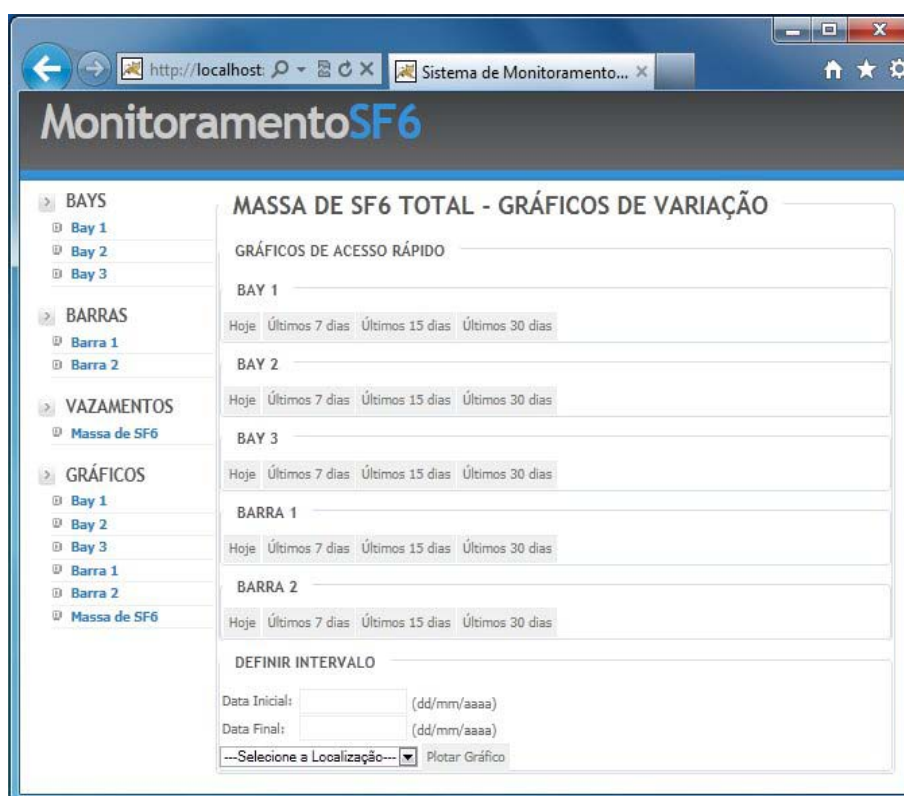 http://localhost:
Sistema de Monitoramento...
MonitoramentoSF6
BAYS
Bay 1
Bay 2
Bay 3
BARRAS
Barra 1
Barra 2
VAZAMENTOS
Massa de SF6
GRÁFICOS
Bay 1
Bay 2
Bay 3
Barra 1
Barra 2
Massa de SF6
MASSA DE SF6 TOTAL - GRÁFICOS DE VARIAÇÃO
GRÁFICOS DE ACESSO RÁPIDO
BAY 1
Hoje Últimos 7 dias Últimos 15 dias Últimos 30 dias
BAY 2
Hoje Últimos 7 dias Últimos 15 dias Últimos 30 dias
BAY 3
Hoje Últimos 7 dias Últimos 15 dias Últimos 30 dias
BARRA 1
Hoje Últimos 7 dias Últimos 15 dias Últimos 30 dias
BARRA 2
Hoje Últimos 7 dias Últimos 15 dias Últimos 30 dias
DEFINIR INTERVALO
Data Inicial: (dd/mm/aaaa)
Data Final: (dd/mm/aaaa)
---Selecione a Localização--- Plotar Gráfico